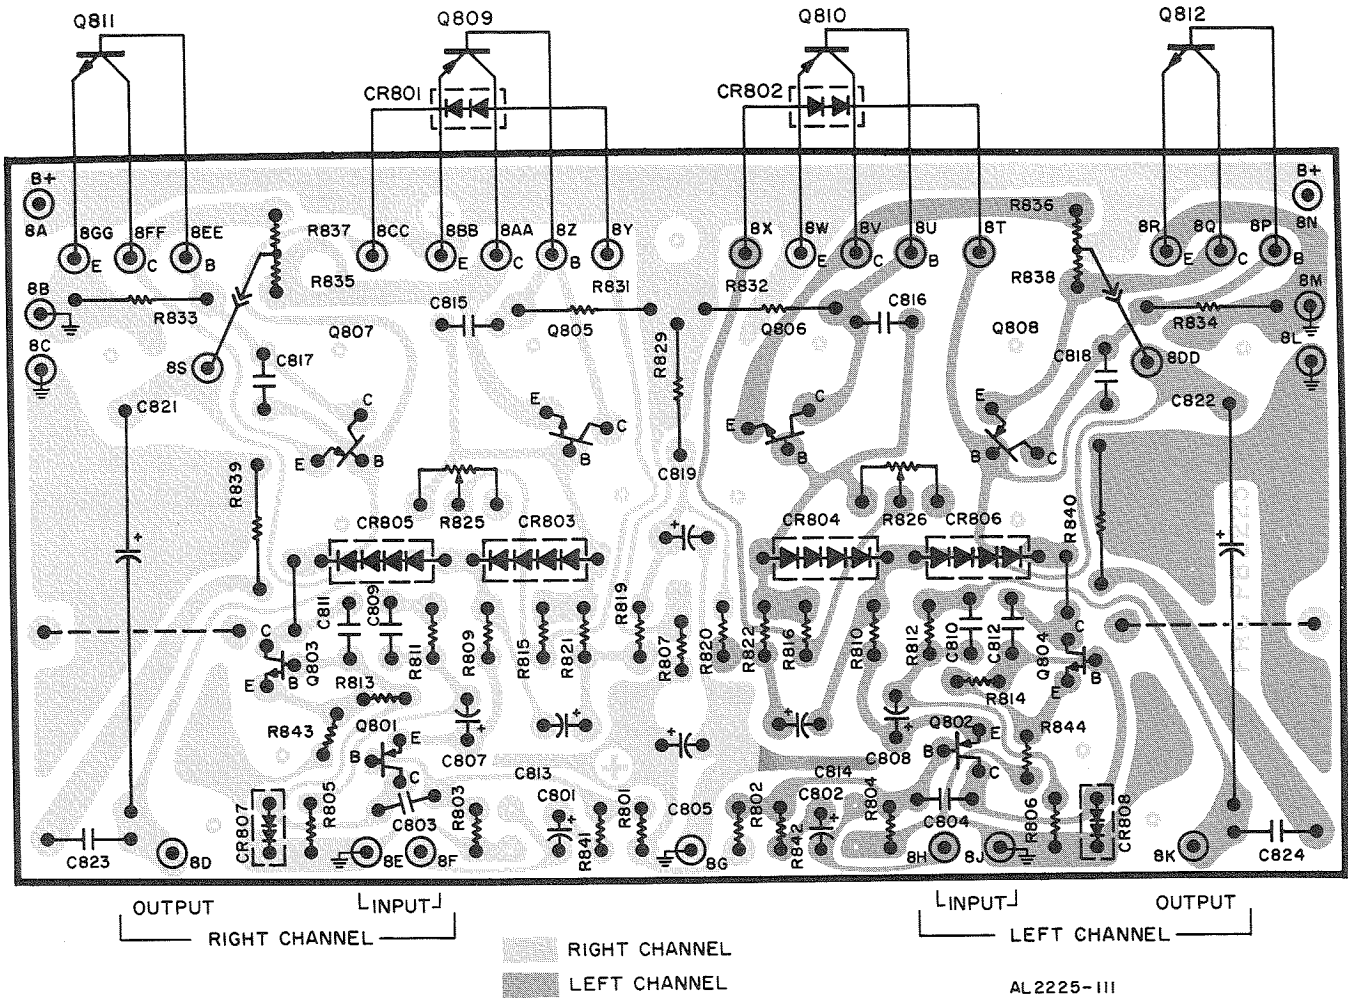 Q811
Q809
Q810
Q812
CR801
CR802
B+
8A
8GG
8FF
8EE
R837
8CC
8BB
8AA
8Z
8Y
8X
8W
8V
8U
8T
R836
8R
8Q
8P
B+
8N
E
C
B
E
C
B
E
C
B
E
C
B
R835
R831
R832
R838
8B
R833
C815
C816
8M
R834
Q807
Q805
Q806
Q808
8C
8S
C817
R829
C818
8DD
8L
C821
C822
E
C
B
E
C
B
E
C
B
E
B
C
C819
R839
R825
R826
R840
CR805
CR803
CR804
CR806
+
+
+
C811
C809
R811
R809
R815
R821
R819
R807
R820
R822
R816
R810
R812
C810
C812
Q804
C
B
E
Q803
C
B
E
R813
R814
R843
Q801
Q802
R844
E
B
C
E
B
C
+
+
+
+
+
C807
C808
C813
C814
CR807
R805
C803
R803
C801
+
R841
R801
C805
R802
R842
C802
+
R804
C804
R806
CR808
C823
8D
8E
8F
8G
8H
8J
8K
C824
OUTPUT
INPUT
INPUT
OUTPUT
RIGHT CHANNEL
LEFT CHANNEL
RIGHT CHANNEL
LEFT CHANNEL
AL2225-111